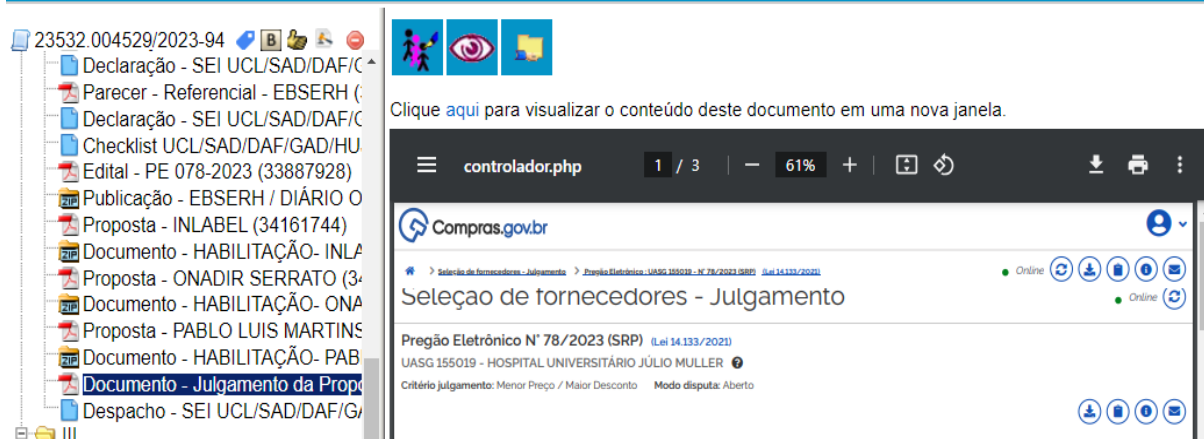 23532.004529/2023-94 B
Declaração - SEI UCL/SAD/DAF/
Parecer - Referencial - EBSERH (
Declaração - SEI UCL/SAD/DAF/
Checklist UCL/SAD/DAF/GAD/HU
Edital - PE 078-2023 (33887928)
Publicação - EBSERH / DIÁRIO O
Proposta - INLABEL (34161744)
Documento - HABILITAÇÃO- INLA
Proposta - ONADIR SERRATO (34
Documento - HABILITAÇÃO- ONA
Proposta - PABLO LUIS MARTINS
Documento - HABILITAÇÃO- PAB
Documento - Julgamento da Propo
Despacho - SEI UCL/SAD/DAF/GA
III
Clique aqui para visualizar o conteúdo deste documento em uma nova janela.
controlador.php 1 / 3 61%
Compras.gov.br
Seleção de fornecedores - Julgamento > Pregão Eletrônico : UASG 155019 - N° 78/2023 (SRP) (Lei 14.133/2021) Online
Seleção de fornecedores - Julgamento Online
Pregão Eletrônico N° 78/2023 (SRP) (Lei 14.133/2021)
UASG 155019 - HOSPITAL UNIVERSITÁRIO JÚLIO MULLER
Critério julgamento: Menor Preço / Maior Desconto Modo disputa: Aberto